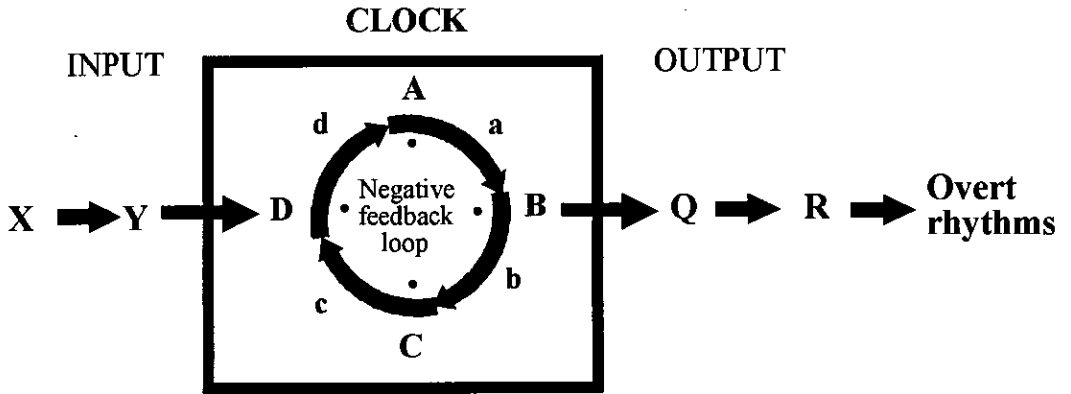 CLOCK
INPUT
OUTPUT
A
d
a
X
Y
D
Negative
feedback
loop
B
Q
R
Overt
rhythms
c
b
C